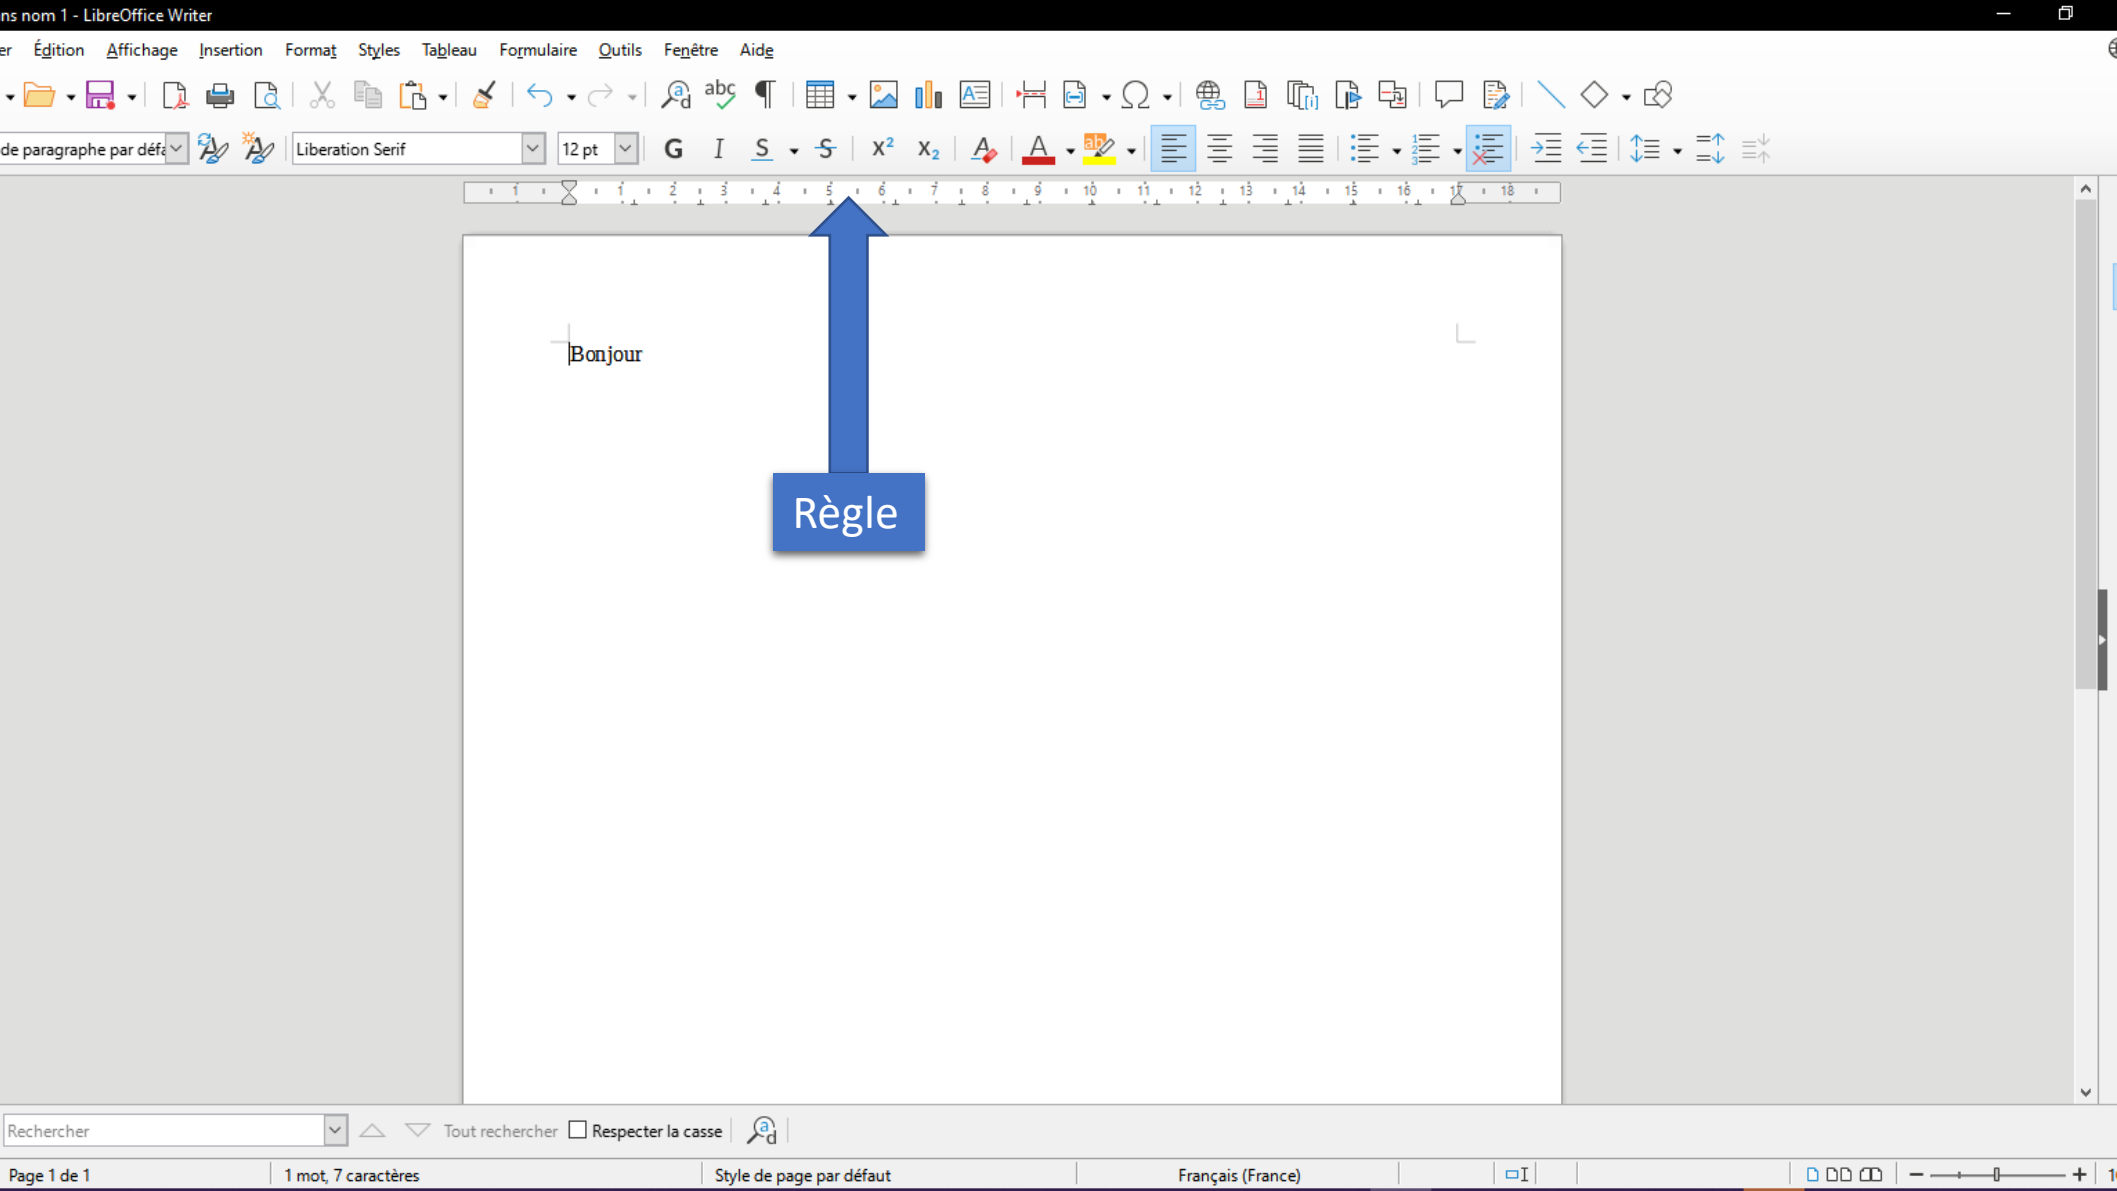 ns nom 1 - LibreOffice Writer
er Édition Affichage Insertion Format Styles Tableau Formulaire Outils Fenêtre Aide
de paragraphe par défa Liberation Serif 12 pt G I S S X² X₂ A A ab
1 1 2 3 4 5 6 7 8 9 10 11 12 13 14 15 16 17 18
Bonjour
Règle
Rechercher Tout rechercher Respecter la casse
Page 1 de 1 1 mot, 7 caractères Style de page par défaut Français (France)